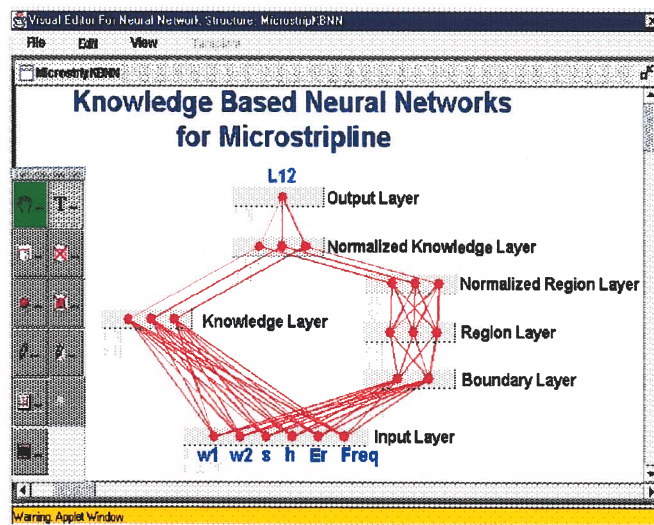 Visual Editor For Neural Network Structure: MicrostripKBNN
File Edit View Template
MicrostripKBNN
Knowledge Based Neural Networks
for Microstripline
L12
Output Layer
Normalized Knowledge Layer
Normalized Region Layer
Knowledge Layer
Region Layer
Boundary Layer
Input Layer
w1 w2 s h Er Freq
T
Warning: Applet Window